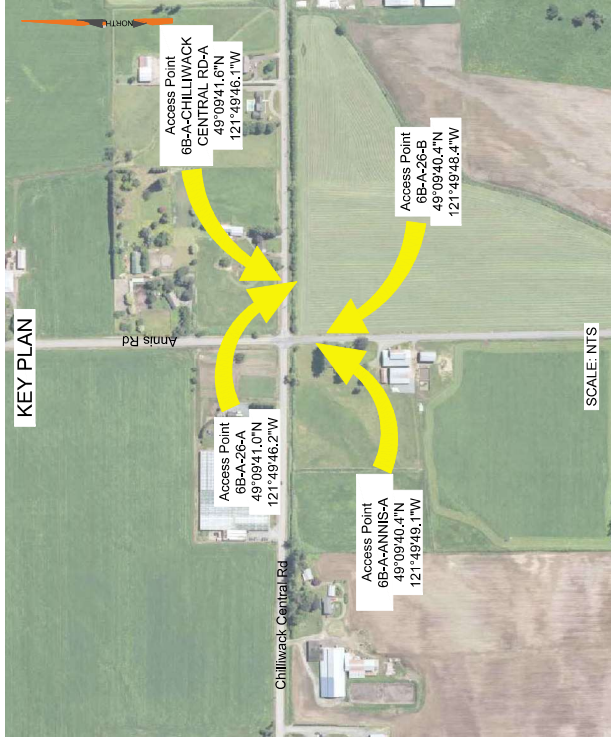 NORTH
Access Point
6B-A-CHILLIWACK
CENTRAL RD-A
49°09'41.6"N
121°49'46.1"W
Access Point
6B-A-26-B
49°09'40.4"N
121°49'48.4"W
KEY PLAN
Annis Rd
Access Point
6B-A-26-A
49°09'41.0"N
121°49'46.2"W
Access Point
6B-A-ANNIS-A
49°09'40.4"N
121°49'49.1"W
Chilliwack Central Rd
SCALE: NTS